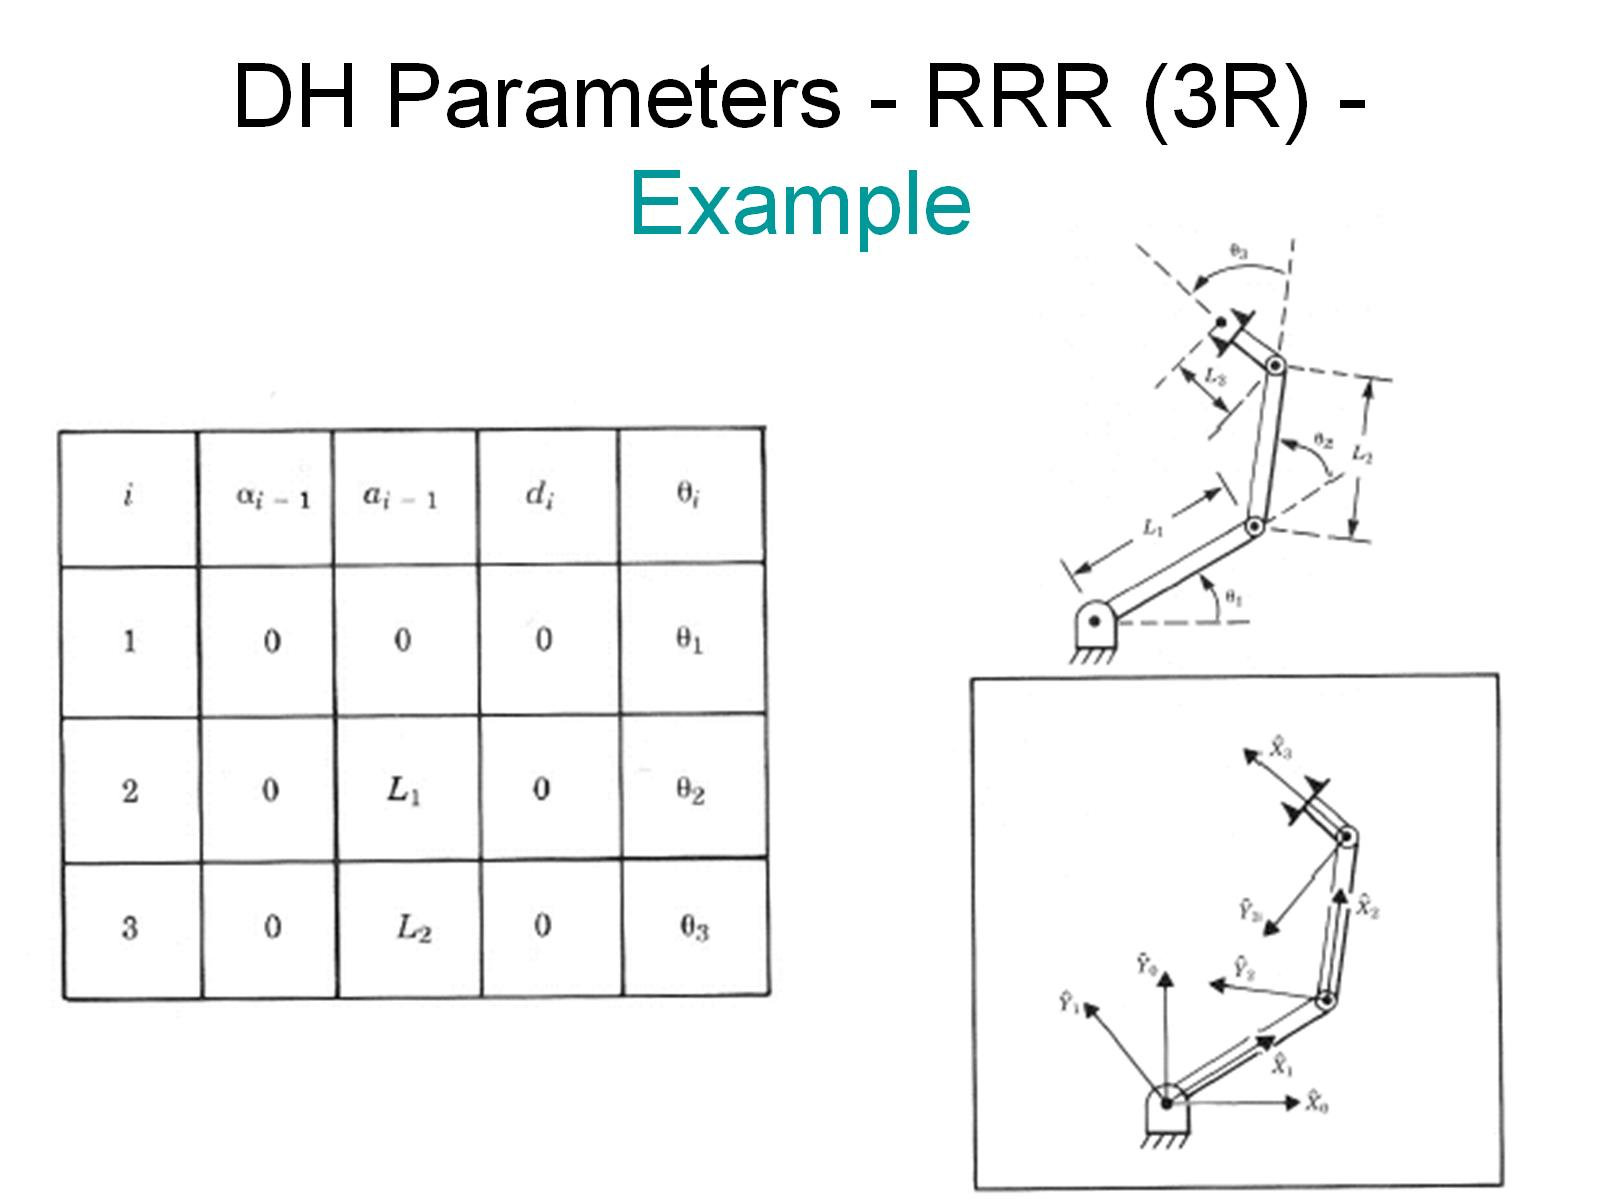 DH Parameters - RRR (3R) -
Example
i αi − 1 ai − 1 di θi
1 0 0 0 θ1
2 0 L1 0 θ2
3 0 L2 0 θ3
θ3
L3
θ2
L2
L1
θ1
X̂3
Ŷ3
X̂2
Ŷ2
Ŷ0
Ŷ1
X̂1
X̂0